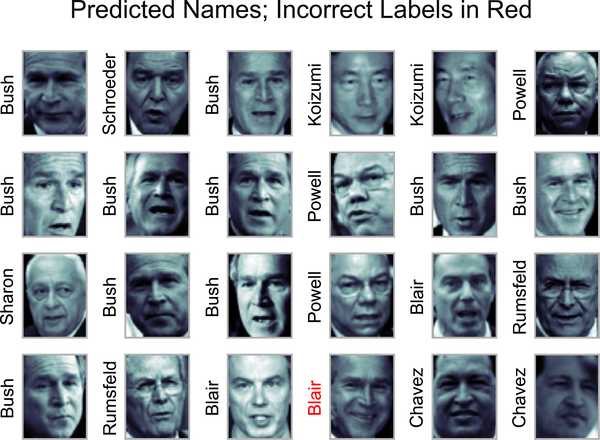 Predicted Names; Incorrect Labels in Red
Bush
Schroeder
Bush
Koizumi
Koizumi
Powell
Bush
Bush
Bush
Powell
Bush
Bush
Sharon
Bush
Bush
Powell
Blair
Rumsfeld
Bush
Rumsfeld
Blair
Blair
Chavez
Chavez